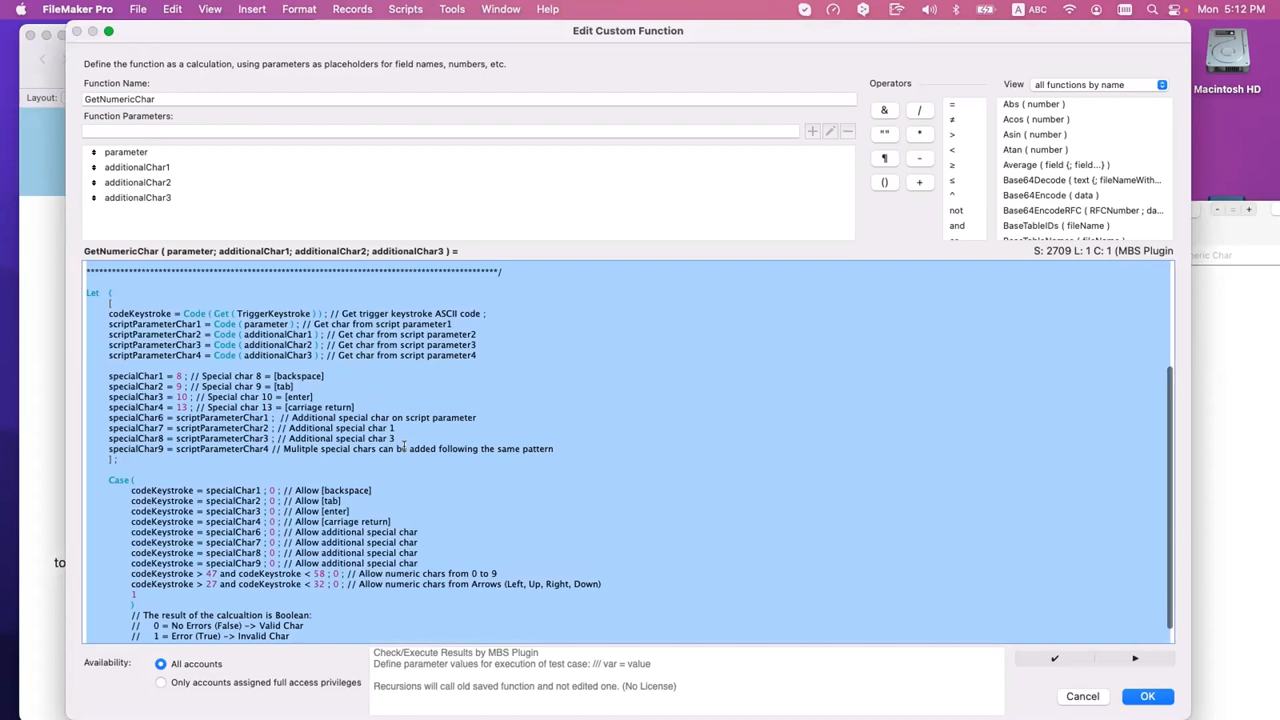 FileMaker Pro File Edit View Insert Format Records Scripts Tools Window Help A ABC Mon 5:12 PM
Edit Custom Function
Define the function as a calculation, using parameters as placeholders for field names, numbers, etc.
Function Name:
GetNumericChar
Function Parameters:
parameter
additionalChar1
additionalChar2
additionalChar3
Operators
& /
"" *
¶ -
() +
=
≠
>
<
≥
≤
^
not
and
View all functions by name
Abs ( number )
Acos ( number )
Asin ( number )
Atan ( number )
Average ( field {; field...} )
Base64Decode ( text {; fileNameWith...
Base64Encode ( data )
Base64EncodeRFC ( RFCNumber ; da...
BaseTableIDs ( fileName )
BaseTableNames ( fileName )
Macintosh HD
Layout:
GetNumericChar ( parameter; additionalChar1; additionalChar2; additionalChar3 ) =
S: 2709 L: 1 C: 1 (MBS Plugin
eric Char
Let (
[
codeKeystroke = Code ( Get ( TriggerKeystroke ) ) ; // Get trigger keystroke ASCII code ;
scriptParameterChar1 = Code ( parameter ) ; // Get char from script parameter1
scriptParameterChar2 = Code ( additionalChar1 ) ; // Get char from script parameter2
scriptParameterChar3 = Code ( additionalChar2 ) ; // Get char from script parameter3
scriptParameterChar4 = Code ( additionalChar3 ) ; // Get char from script parameter4
specialChar1 = 8 ; // Special char 8 = [backspace]
specialChar2 = 9 ; // Special char 9 = [tab]
specialChar3 = 10 ; // Special char 10 = [enter]
specialChar4 = 13 ; // Special char 13 = [carriage return]
specialChar6 = scriptParameterChar1 ; // Additional special char on script parameter
specialChar7 = scriptParameterChar2 ; // Additional special char 1
specialChar8 = scriptParameterChar3 ; // Additional special char 3
specialChar9 = scriptParameterChar4 // Mulitple special chars can be added following the same pattern
] ;
Case (
codeKeystroke = specialChar1 ; 0 ; // Allow [backspace]
codeKeystroke = specialChar2 ; 0 ; // Allow [tab]
codeKeystroke = specialChar3 ; 0 ; // Allow [enter]
codeKeystroke = specialChar4 ; 0 ; // Allow [carriage return]
codeKeystroke = specialChar6 ; 0 ; // Allow additional special char
codeKeystroke = specialChar7 ; 0 ; // Allow additional special char
codeKeystroke = specialChar8 ; 0 ; // Allow additional special char
codeKeystroke = specialChar9 ; 0 ; // Allow additional special char
codeKeystroke > 47 and codeKeystroke < 58 ; 0 ; // Allow numeric chars from 0 to 9
codeKeystroke > 27 and codeKeystroke < 32 ; 0 ; // Allow numeric chars from Arrows (Left, Up, Right, Down)
1
)
// The result of the calcualtion is Boolean:
// 0 = No Errors (False) -> Valid Char
// 1 = Error (True) -> Invalid Char
to
Availability:
All accounts
Only accounts assigned full access privileges
Check/Execute Results by MBS Plugin
Define parameter values for execution of test case: /// var = value
Recursions will call old saved function and not edited one. (No License)
Cancel
OK